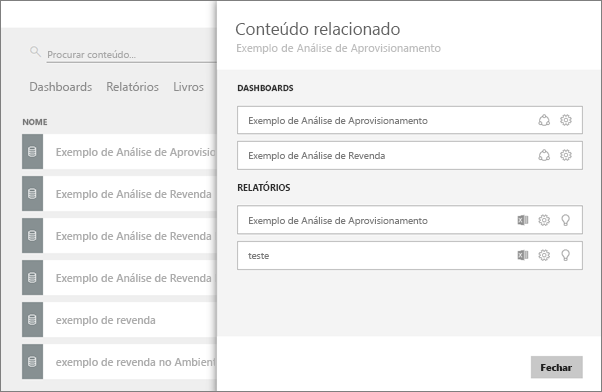 Procurar conteúdo...
Dashboards Relatórios Livros
NOME
Exemplo de Análise de Aprovisio
Exemplo de Análise de Revenda
Exemplo de Análise de Revenda
Exemplo de Análise de Revenda
exemplo de revenda
exemplo de revenda no Ambien
Conteúdo relacionado
Exemplo de Análise de Aprovisionamento
DASHBOARDS
Exemplo de Análise de Aprovisionamento
Exemplo de Análise de Revenda
RELATÓRIOS
Exemplo de Análise de Aprovisionamento
teste
Fechar